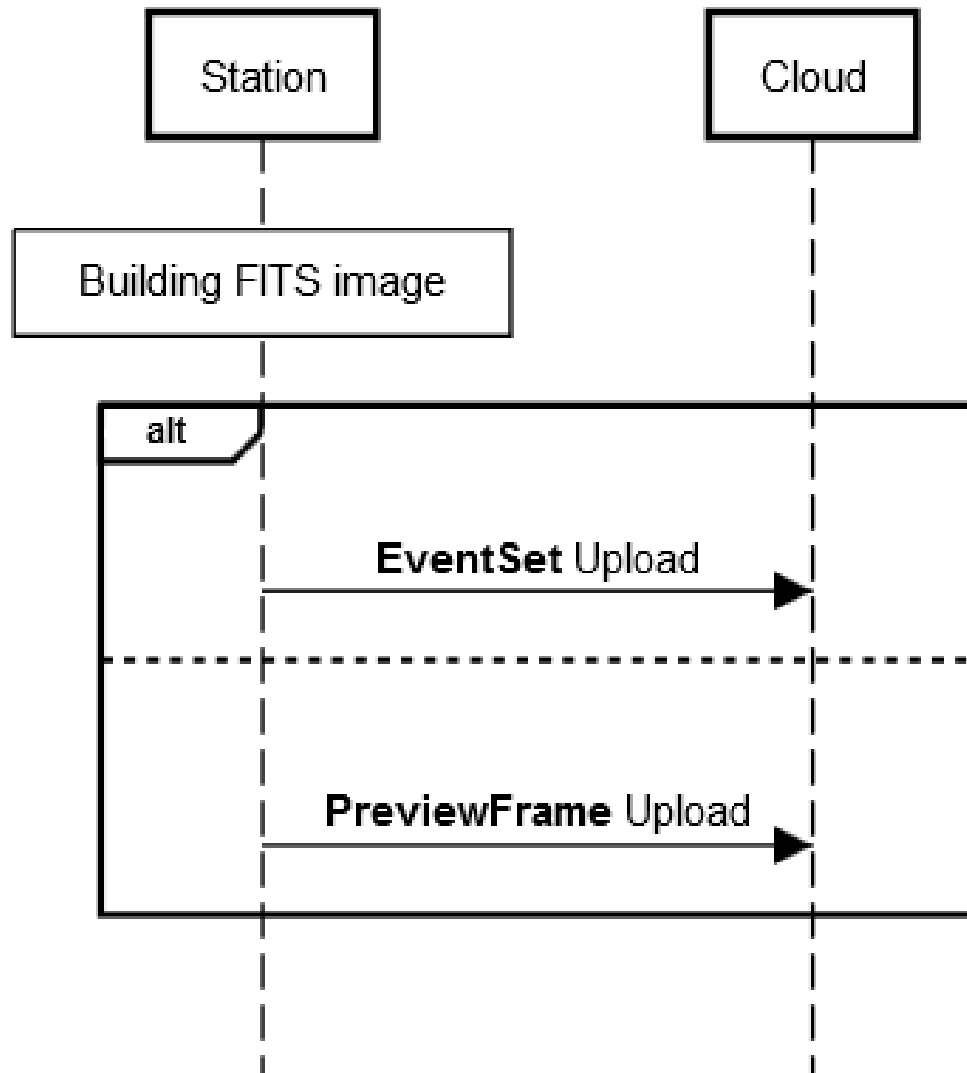 Station
Cloud
Building FITS image
alt
EventSet Upload
PreviewFrame Upload